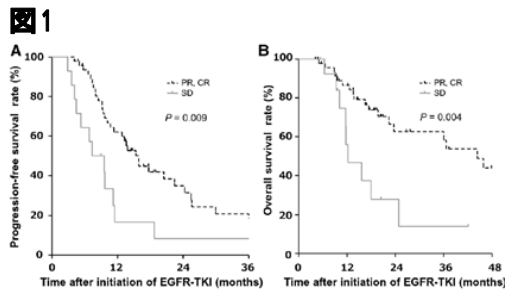 図1
A
Progression-free survival rate (%)
100
80
60
40
20
0
PR, CR
SD
P = 0.009
0 12 24 36
Time after initiation of EGFR-TKI (months)
B
Overall survival rate (%)
100
80
60
40
20
0
PR, CR
SD
P = 0.004
0 12 24 36 48
Time after initiation of EGFR-TKI (months)